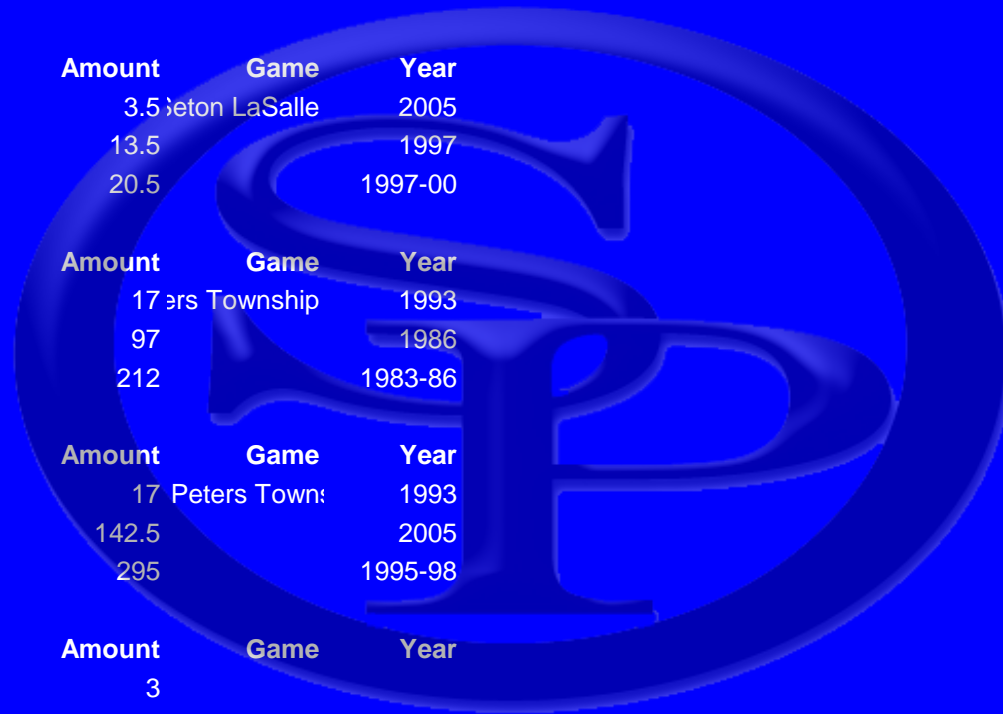 Amount Game Year
3.5 Seton LaSalle 2005
13.5 1997
20.5 1997-00
Amount Game Year
17 ers Township 1993
97 1986
212 1983-86
Amount Game Year
17 Peters Towns 1993
142.5 2005
295 1995-98
Amount Game Year
3
SP